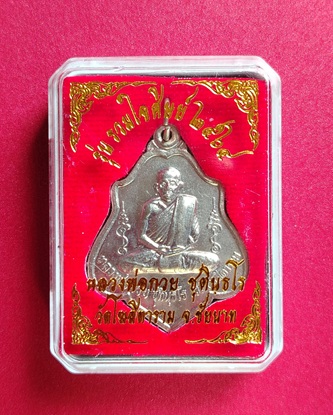 รุ่น รวมใจศิษย์ ๒๕๓๘
หลวงพ่อกวย ชุตินธโร
วัดโฆสิตาราม จ.ชัยนาท